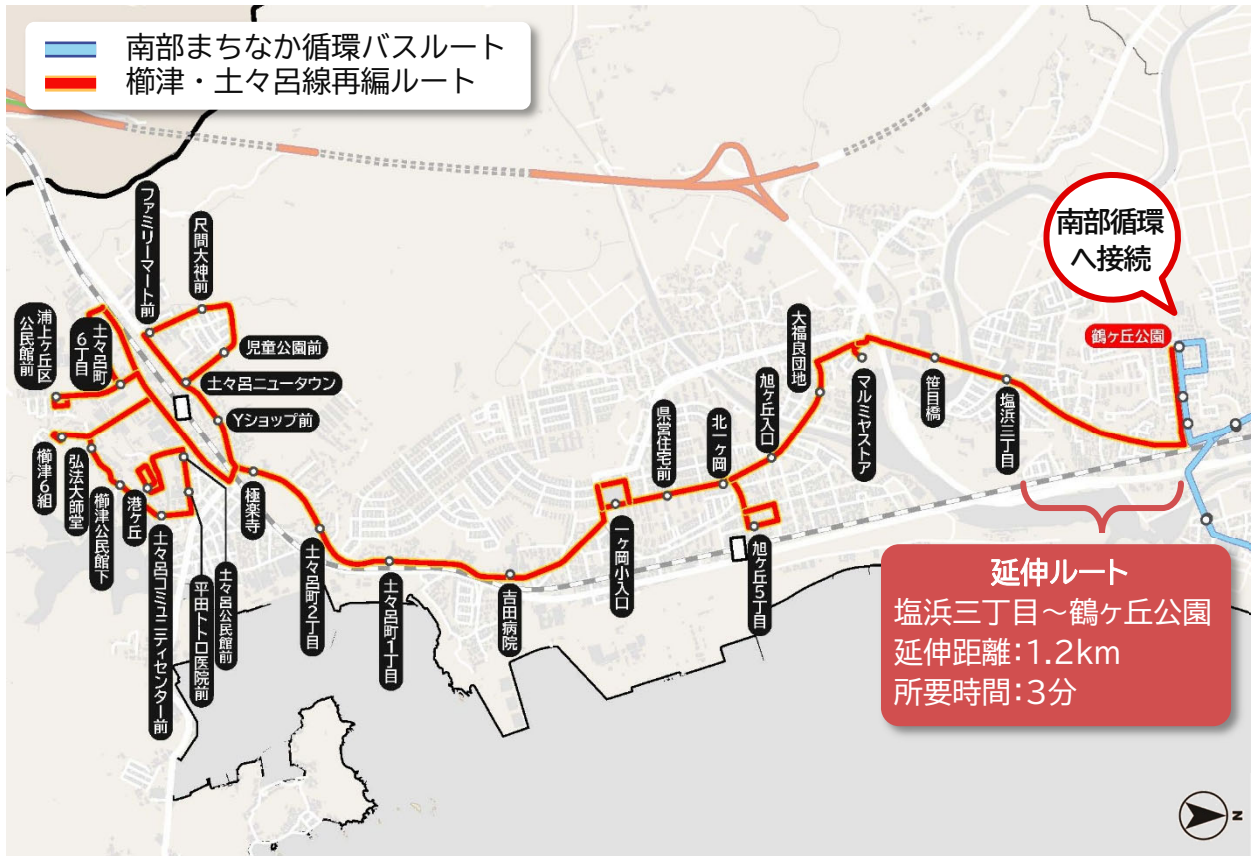 南部まちなか循環バスルート
櫛津・土々呂線再編ルート
南部循環
へ接続
鶴ヶ丘公園
ファミリーマート前
尺間大神前
児童公園前
土々呂ニュータウン
Yショップ前
浦上ヶ丘区
公民館前
土々呂町
6丁目
櫛津6組
弘法大師堂
櫛津公民館下
港ヶ丘
土々呂コミュニティセンター前
平田トトロ医院前
土々呂公民館前
極楽寺
土々呂町2丁目
土々呂町1丁目
吉田病院
一ヶ岡小入口
県営住宅前
北一ヶ岡
旭ヶ丘入口
旭ヶ丘5丁目
大福良団地
マルミヤストア
笹目橋
塩浜三丁目
延伸ルート
塩浜三丁目～鶴ヶ丘公園
延伸距離:1.2km
所要時間:3分
N